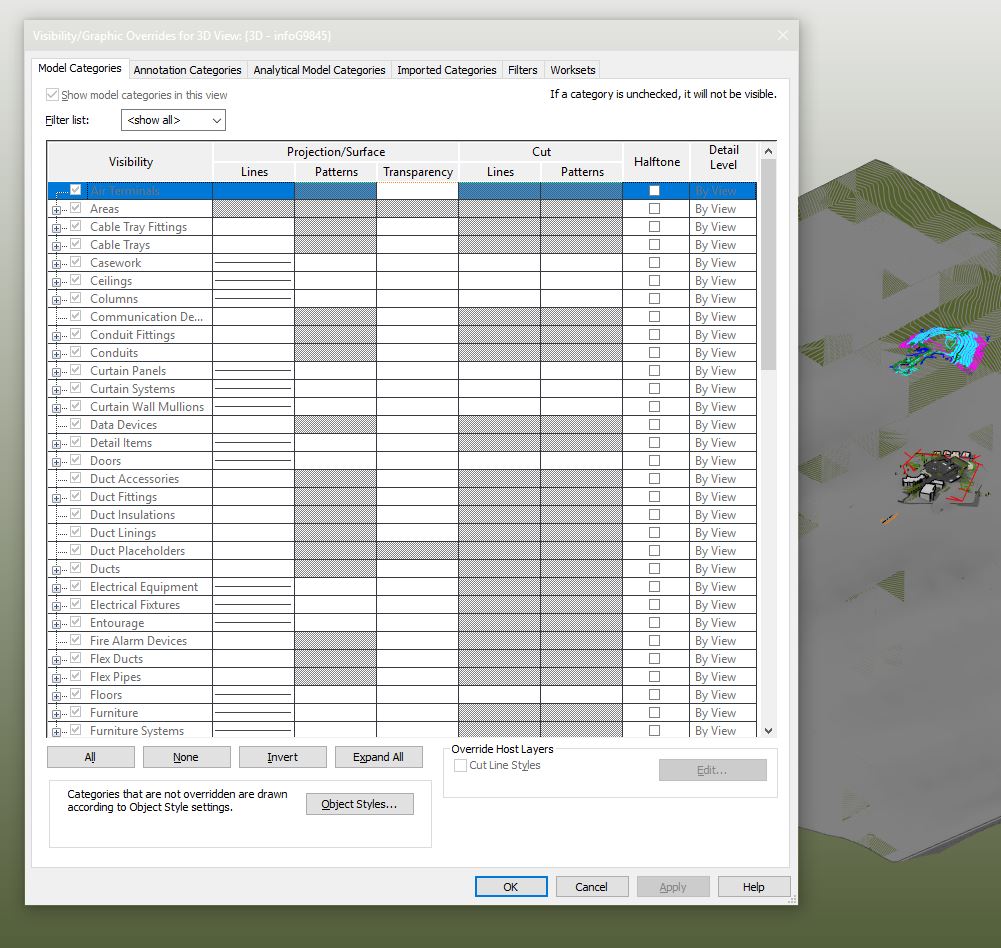 Visibility/Graphic Overrides for 3D View: {3D - infoG9845}
Model Categories Annotation Categories Analytical Model Categories Imported Categories Filters Worksets
Show model categories in this view
If a category is unchecked, it will not be visible.
Filter list: <show all>
Visibility Projection/Surface Cut Halftone Detail Level
Lines Patterns Transparency Lines Patterns
Air Terminals By View
Areas By View
Cable Tray Fittings By View
Cable Trays By View
Casework By View
Ceilings By View
Columns By View
Communication De... By View
Conduit Fittings By View
Conduits By View
Curtain Panels By View
Curtain Systems By View
Curtain Wall Mullions By View
Data Devices By View
Detail Items By View
Doors By View
Duct Accessories By View
Duct Fittings By View
Duct Insulations By View
Duct Linings By View
Duct Placeholders By View
Ducts By View
Electrical Equipment By View
Electrical Fixtures By View
Entourage By View
Fire Alarm Devices By View
Flex Ducts By View
Flex Pipes By View
Floors By View
Furniture By View
Furniture Systems By View
All None Invert Expand All
Override Host Layers
Cut Line Styles Edit...
Categories that are not overridden are drawn
according to Object Style settings.
Object Styles...
OK Cancel Apply Help